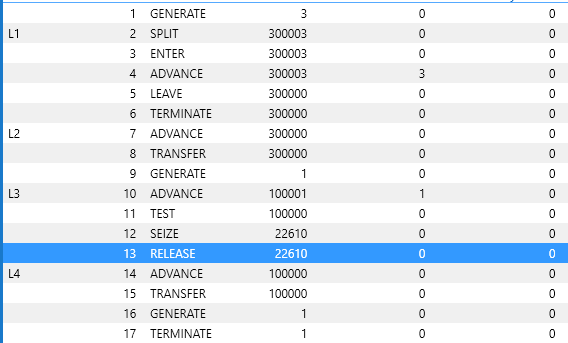 1 GENERATE 3 0 0
L1 2 SPLIT 300003 0 0
3 ENTER 300003 0 0
4 ADVANCE 300003 3 0
5 LEAVE 300000 0 0
6 TERMINATE 300000 0 0
L2 7 ADVANCE 300000 0 0
8 TRANSFER 300000 0 0
9 GENERATE 1 0 0
L3 10 ADVANCE 100001 1 0
11 TEST 100000 0 0
12 SEIZE 22610 0 0
13 RELEASE 22610 0 0
L4 14 ADVANCE 100000 0 0
15 TRANSFER 100000 0 0
16 GENERATE 1 0 0
17 TERMINATE 1 0 0